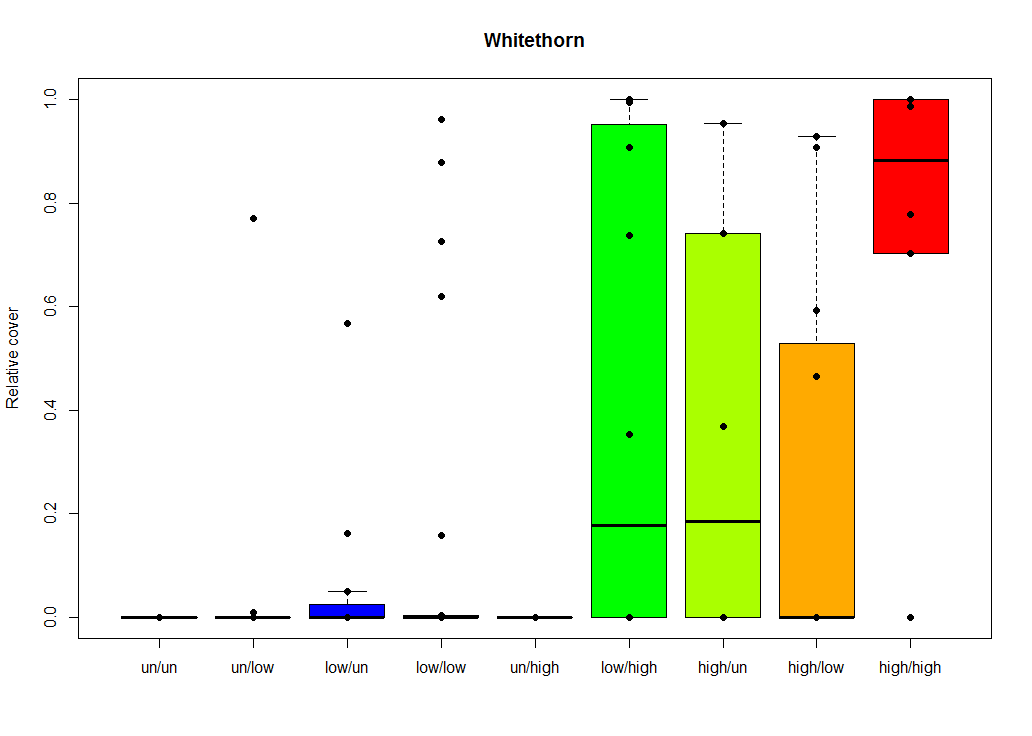 Whitethorn
Relative cover
1.0
0.8
0.6
0.4
0.2
0.0
un/un un/low low/un low/low un/high low/high high/un high/low high/high